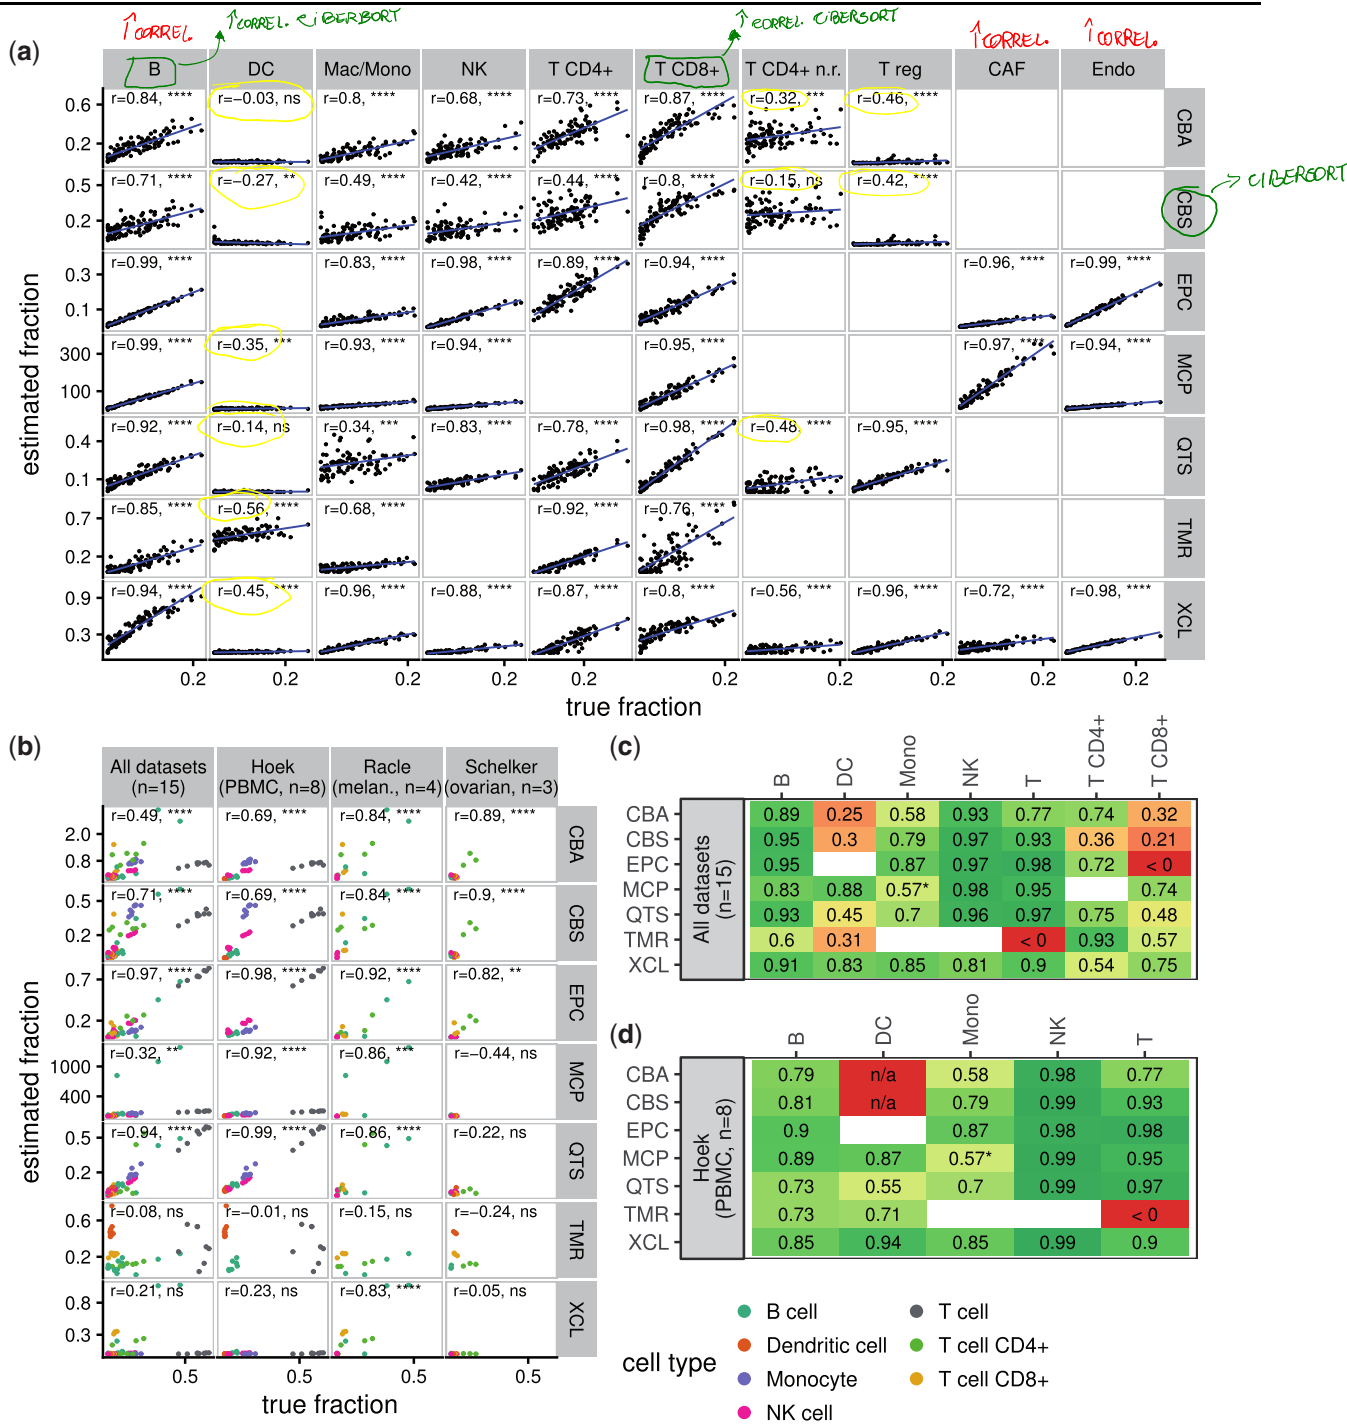 ↑CORREL.
↑CORREL. CIBERBORT
↑CORREL. CIBERSORT
↑CORREL.
↑CORREL.
(a)
B DC Mac/Mono NK T CD4+ T CD8+ T CD4+ n.r. T reg CAF Endo
r=0.84, **** r=−0.03, ns r=0.8, **** r=0.68, **** r=0.73, **** r=0.87, **** r=0.32, *** r=0.46, ****
0.6
0.2
CBA
r=0.71, **** r=−0.27, ** r=0.49, **** r=0.42, **** r=0.44, **** r=0.8, **** r=0.15, ns r=0.42, ****
0.5
0.2
CBS
→ CIBERSORT
r=0.99, **** r=0.83, **** r=0.98, **** r=0.89, **** r=0.94, **** r=0.96, **** r=0.99, ****
0.3
0.1
EPC
r=0.99, **** r=0.35, *** r=0.93, **** r=0.94, **** r=0.95, **** r=0.97, **** r=0.94, ****
300
100
MCP
r=0.92, **** r=0.14, ns r=0.34, *** r=0.83, **** r=0.78, **** r=0.98, **** r=0.48, **** r=0.95, ****
0.4
0.1
QTS
r=0.85, **** r=0.56, **** r=0.68, **** r=0.92, **** r=0.76, ****
0.7
0.2
TMR
r=0.94, **** r=0.45, **** r=0.96, **** r=0.88, **** r=0.87, **** r=0.8, **** r=0.56, **** r=0.96, **** r=0.72, **** r=0.98, ****
0.9
0.3
XCL
0.2 0.2 0.2 0.2 0.2 0.2 0.2 0.2 0.2 0.2
true fraction
estimated fraction
(b)
All datasets Hoek Racle Schelker
(n=15) (PBMC, n=8) (melan., n=4) (ovarian, n=3)
r=0.49, **** r=0.69, **** r=0.84, **** r=0.89, ****
2.0
0.8
CBA
r=0.71, **** r=0.69, **** r=0.84, **** r=0.9, ****
0.5
0.2
CBS
r=0.97, **** r=0.98, **** r=0.92, **** r=0.82, **
0.2
EPC
r=0.32, ** r=0.92, **** r=0.86, *** r=−0.44, ns
1000
400
MCP
r=0.94, **** r=0.99, **** r=0.86, **** r=0.22, ns
0.5
0.2
QTS
r=0.08, ns r=−0.01, ns r=0.15, ns r=−0.24, ns
0.6
0.2
TMR
r=0.21, ns r=0.23, ns r=0.83, **** r=0.05, ns
0.8
0.3
XCL
0.5 0.5 0.5 0.5
true fraction
estimated fraction
(c)
B DC Mono NK T T CD4+ T CD8+
All datasets
(n=15)
CBA 0.89 0.25 0.58 0.93 0.77 0.74 0.32
CBS 0.95 0.3 0.79 0.97 0.93 0.36 0.21
EPC 0.95 0.87 0.97 0.98 0.72 < 0
MCP 0.83 0.88 0.57* 0.98 0.95 0.74
QTS 0.93 0.45 0.7 0.96 0.97 0.75 0.48
TMR 0.6 0.31 < 0 0.93 0.57
XCL 0.91 0.83 0.85 0.81 0.9 0.54 0.75
(d)
B DC Mono NK T
Hoek
(PBMC, n=8)
CBA 0.79 n/a 0.58 0.98 0.77
CBS 0.81 n/a 0.79 0.99 0.93
EPC 0.9 0.87 0.98 0.98
MCP 0.89 0.87 0.57* 0.99 0.95
QTS 0.73 0.55 0.7 0.99 0.97
TMR 0.73 0.71 < 0
XCL 0.85 0.94 0.85 0.99 0.9
cell type
B cell
Dendritic cell
Monocyte
NK cell
T cell
T cell CD4+
T cell CD8+